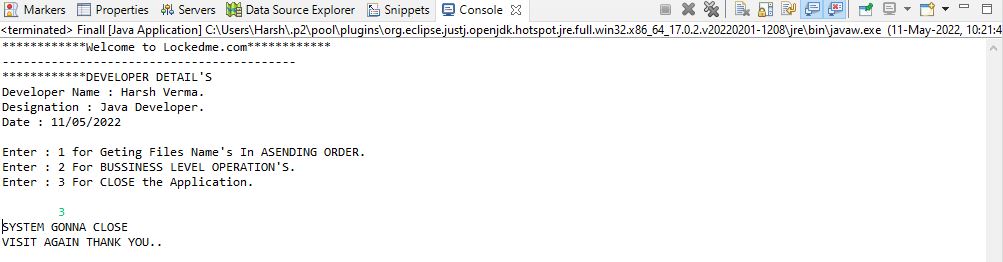 Markers Properties Servers Data Source Explorer Snippets Console
<terminated> Finall [Java Application] C:\Users\Harsh\.p2\pool\plugins\org.eclipse.justj.openjdk.hotspot.jre.full.win32.x86_64_17.0.2.v20220201-1208\jre\bin\javaw.exe (11-May-2022, 10:21:4
************Welcome to Lockedme.com************
---------------------------------------
************DEVELOPER DETAIL'S
Developer Name : Harsh Verma.
Designation : Java Developer.
Date : 11/05/2022
Enter : 1 for Geting Files Name's In ASENDING ORDER.
Enter : 2 For BUSSINESS LEVEL OPERATION'S.
Enter : 3 For CLOSE the Application.
3
SYSTEM GONNA CLOSE
VISIT AGAIN THANK YOU..